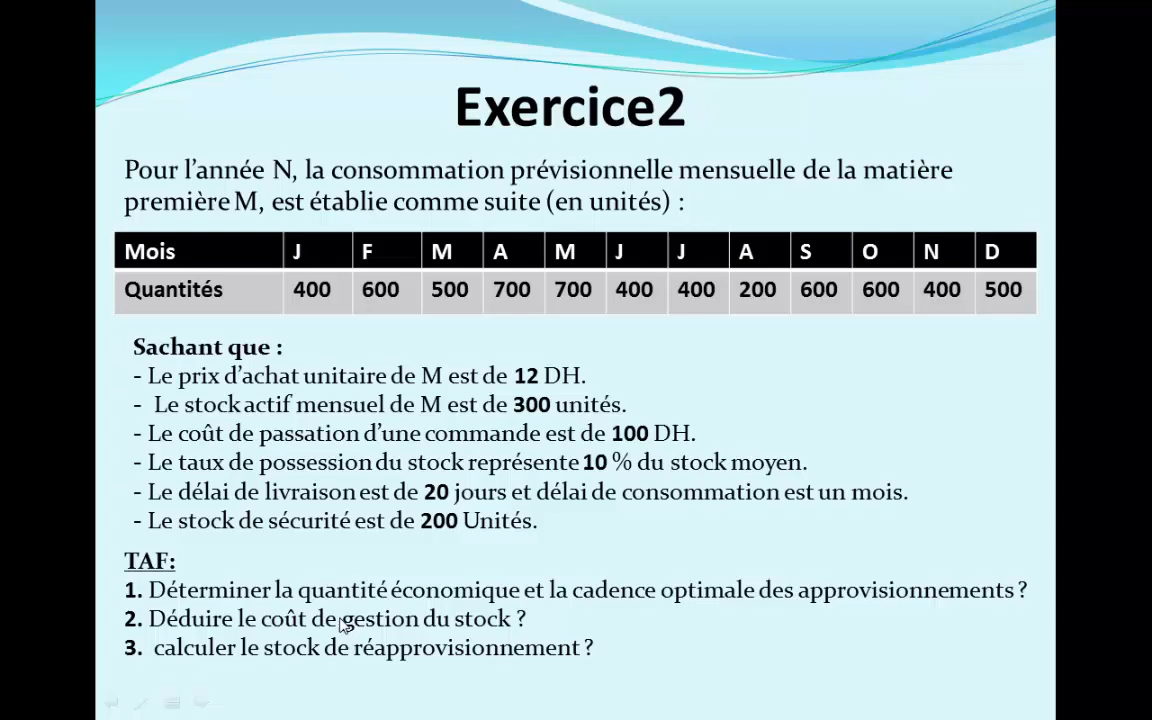 Exercice2
Pour l’année N, la consommation prévisionnelle mensuelle de la matière
première M, est établie comme suite (en unités) :
Mois J F M A M J J A S O N D
Quantités 400 600 500 700 700 400 400 200 600 600 400 500
Sachant que :
- Le prix d’achat unitaire de M est de 12 DH.
- Le stock actif mensuel de M est de 300 unités.
- Le coût de passation d’une commande est de 100 DH.
- Le taux de possession du stock représente 10 % du stock moyen.
- Le délai de livraison est de 20 jours et délai de consommation est un mois.
- Le stock de sécurité est de 200 Unités.
TAF:
1. Déterminer la quantité économique et la cadence optimale des approvisionnements ?
2. Déduire le coût de gestion du stock ?
3. calculer le stock de réapprovisionnement ?